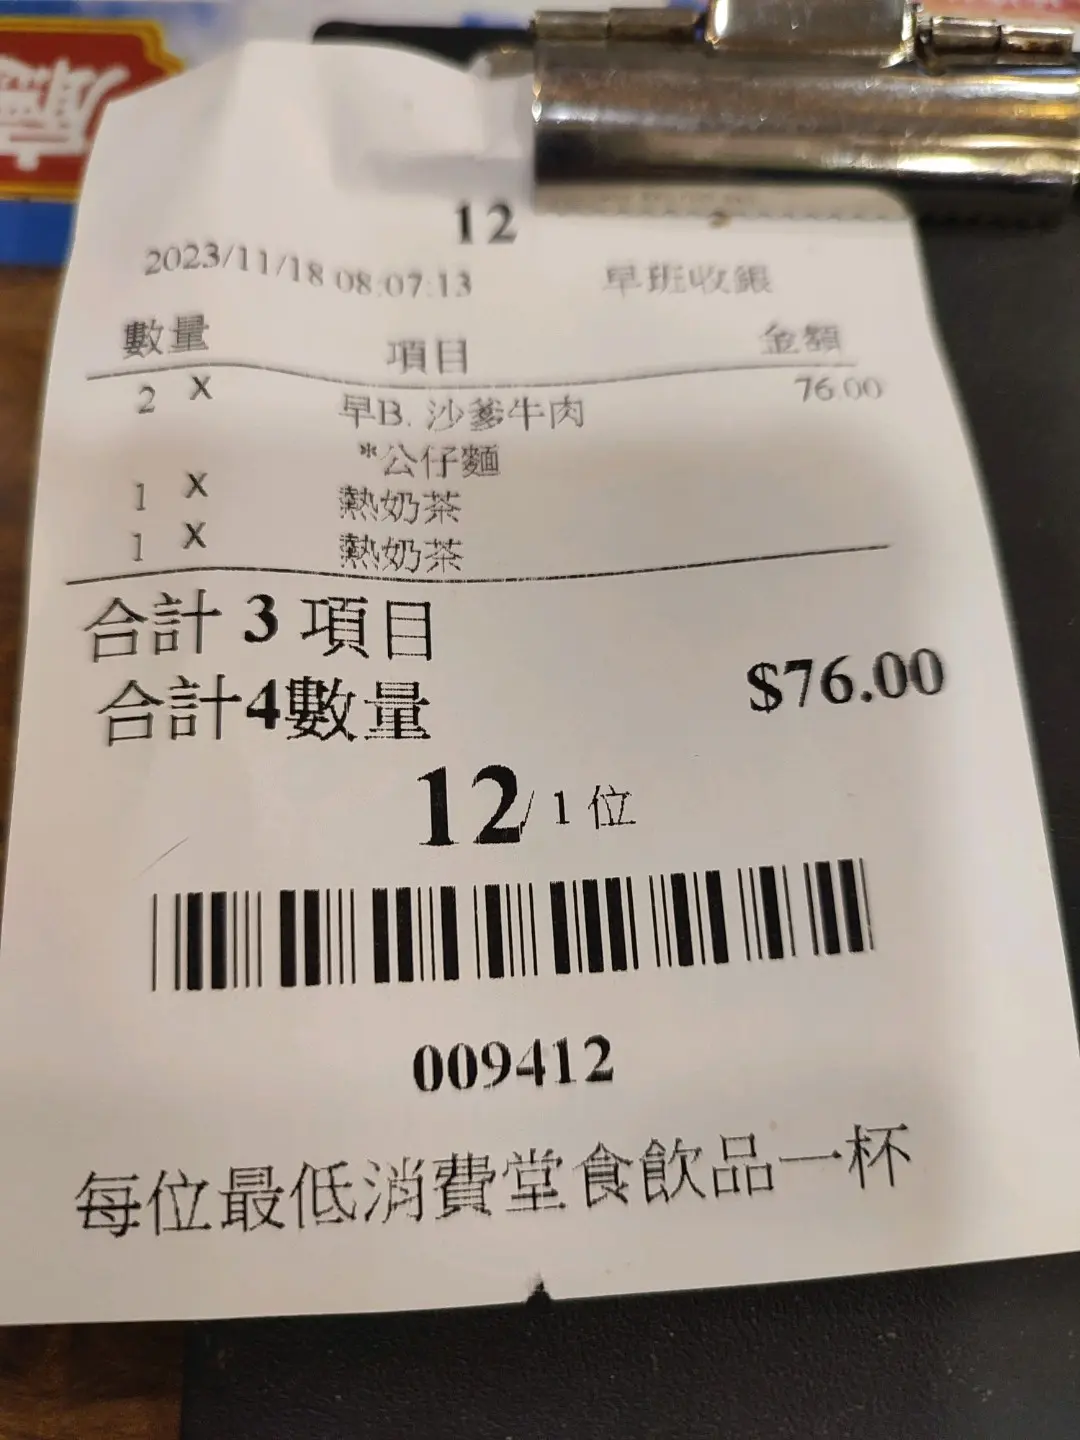 12
2023/11/18 08:07:13 早班收銀
數量 項目 金額
2 X 早B. 沙爹牛肉 76.00
*公仔麵
1 X 熱奶茶
1 X 熱奶茶
合計 3 項目
合計4數量 $76.00
12/ 1 位
009412
每位最低消費堂食飲品一杯